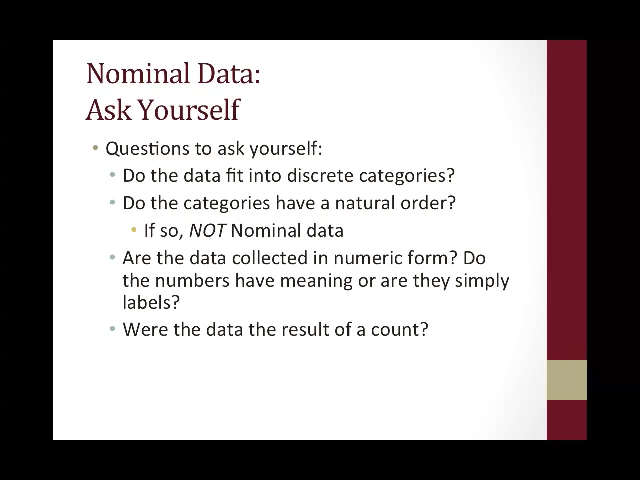 Nominal Data:
Ask Yourself
• Questions to ask yourself:
• Do the data fit into discrete categories?
• Do the categories have a natural order?
• If so, NOT Nominal data
• Are the data collected in numeric form? Do
the numbers have meaning or are they simply
labels?
• Were the data the result of a count?